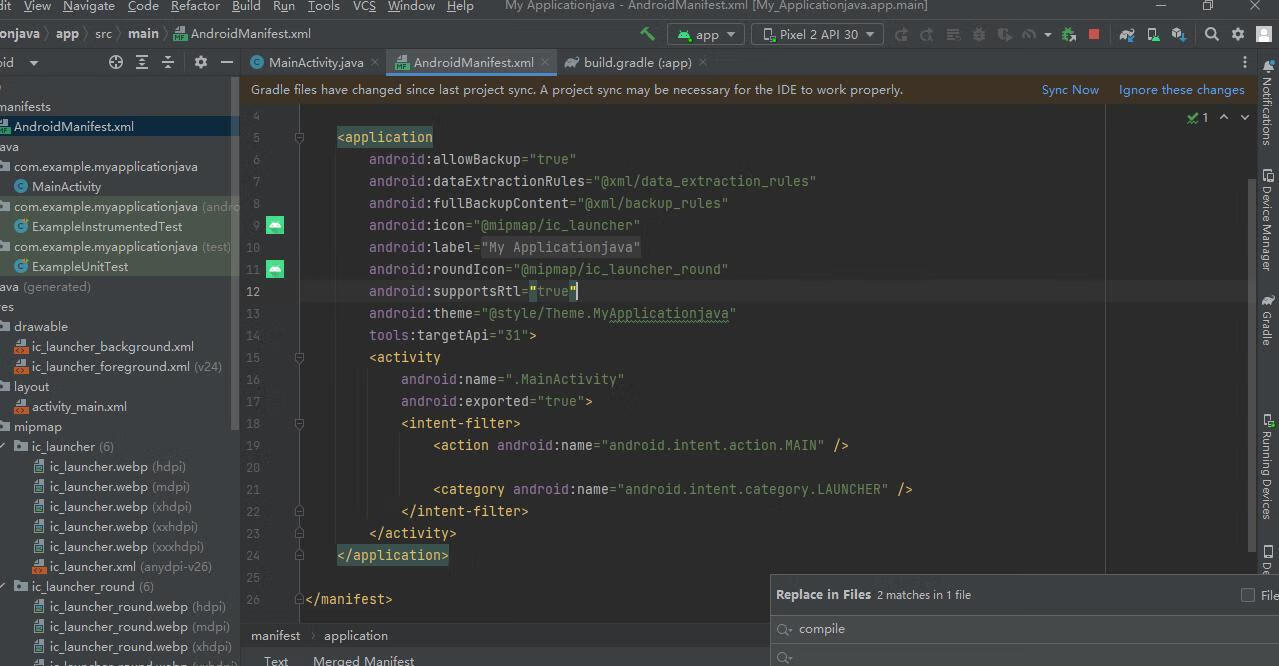 dit View Navigate Code Refactor Build Run Tools VCS Window Help My Applicationjava - AndroidManifest.xml [My_Applicationjava.app.main]
onjava app src main AndroidManifest.xml app Pixel 2 API 30
oid MainActivity.java AndroidManifest.xml build.gradle (:app)
Gradle files have changed since last project sync. A project sync may be necessary for the IDE to work properly. Sync Now Ignore these changes
manifests
AndroidManifest.xml
ava
com.example.myapplicationjava
MainActivity
com.example.myapplicationjava (andro
ExampleInstrumentedTest
com.example.myapplicationjava (test)
ExampleUnitTest
ava (generated)
res
drawable
ic_launcher_background.xml
ic_launcher_foreground.xml (v24)
layout
activity_main.xml
mipmap
ic_launcher (6)
ic_launcher.webp (hdpi)
ic_launcher.webp (mdpi)
ic_launcher.webp (xhdpi)
ic_launcher.webp (xxhdpi)
ic_launcher.webp (xxxhdpi)
ic_launcher.xml (anydpi-v26)
ic_launcher_round (6)
ic_launcher_round.webp (hdpi)
ic_launcher_round.webp (mdpi)
ic_launcher_round.webp (xhdpi)
ic_launcher_round.webp (xxhdpi)
1
4
5 <application
6 android:allowBackup="true"
7 android:dataExtractionRules="@xml/data_extraction_rules"
8 android:fullBackupContent="@xml/backup_rules"
9 android:icon="@mipmap/ic_launcher"
10 android:label="My Applicationjava"
11 android:roundIcon="@mipmap/ic_launcher_round"
12 android:supportsRtl="true"
13 android:theme="@style/Theme.MyApplicationjava"
14 tools:targetApi="31">
15 <activity
16 android:name=".MainActivity"
17 android:exported="true">
18 <intent-filter>
19 <action android:name="android.intent.action.MAIN" />
20
21 <category android:name="android.intent.category.LAUNCHER" />
22 </intent-filter>
23 </activity>
24 </application>
25
26 </manifest>
manifest application
Text Merged Manifest
Replace in Files 2 matches in 1 file File
compile
Notifications
Device Manager
Gradle
Running Devices
De